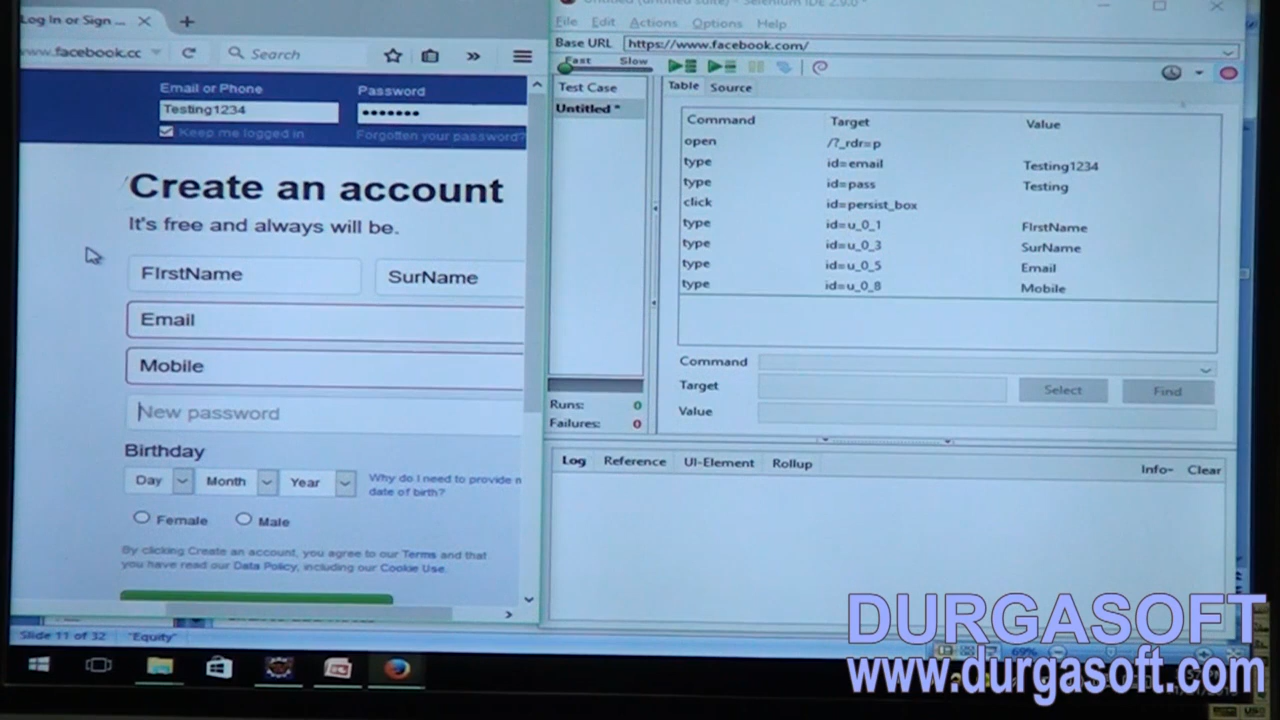 Log In or Sign ...
www.facebook.cc
Search
Email or Phone
Password
Testing1234
•••••••
Keep me logged in
Forgotten your password?
Create an account
It's free and always will be.
FIrstName
SurName
Email
Mobile
New password
Birthday
Day
Month
Year
Why do I need to provide n
date of birth?
Female
Male
By clicking Create an account, you agree to our Terms and that
you have read our Data Policy, including our Cookie Use.
Slide 11 of 32
"Equity"
File Edit Actions Options Help
Base URL https://www.facebook.com/
Fast Slow
Test Case
Untitled *
Table Source
Command Target Value
open /?_rdr=p
type id=email Testing1234
type id=pass Testing
click id=persist_box
type id=u_0_1 FIrstName
type id=u_0_3 SurName
type id=u_0_5 Email
type id=u_0_8 Mobile
Command
Target
Select
Find
Value
Runs: 0
Failures: 0
Log Reference UI-Element Rollup
Info- Clear
69%
DURGASOFT
www.durgasoft.com